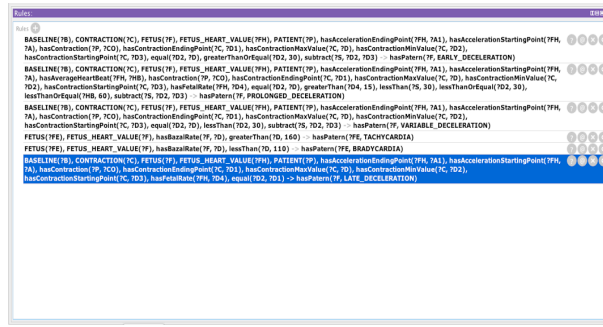 Rules:
Rules
BASELINE(?B), CONTRACTION(?C), FETUS(?F), FETUS_HEART_VALUE(?FH), PATIENT(?P), hasAccelerationEndingPoint(?FH, ?A1), hasAccelerationStartingPoint(?FH,
?A), hasContraction(?P, ?CO), hasContractionEndingPoint(?C, ?D1), hasContractionMaxValue(?C, ?D), hasContractionMinValue(?C, ?D2),
hasContractionStartingPoint(?C, ?D3), equal(?D2, ?D), greaterThanOrEqual(?D2, 30), subtract(?S, ?D2, ?D3) -> hasPatern(?F, EARLY_DECELERATION)
BASELINE(?B), CONTRACTION(?C), FETUS(?F), FETUS_HEART_VALUE(?FH), PATIENT(?P), hasAccelerationEndingPoint(?FH, ?A1), hasAccelerationStartingPoint(?FH,
?A), hasAverageHeartBeat(?FH, ?HB), hasContraction(?P, ?CO), hasContractionEndingPoint(?C, ?D1), hasContractionMaxValue(?C, ?D), hasContractionMinValue(?C,
?D2), hasContractionStartingPoint(?C, ?D3), hasFetalRate(?FH, ?D4), equal(?D2, ?D), greaterThan(?D4, 15), lessThan(?S, 30), lessThanOrEqual(?D2, 30),
lessThanOrEqual(?HB, 60), subtract(?S, ?D2, ?D3) -> hasPatern(?F, PROLONGED_DECELERATION)
BASELINE(?B), CONTRACTION(?C), FETUS(?F), FETUS_HEART_VALUE(?FH), PATIENT(?P), hasAccelerationEndingPoint(?FH, ?A1), hasAccelerationStartingPoint(?FH,
?A), hasContraction(?P, ?CO), hasContractionEndingPoint(?C, ?D1), hasContractionMaxValue(?C, ?D), hasContractionMinValue(?C, ?D2),
hasContractionStartingPoint(?C, ?D3), equal(?D2, ?D), lessThan(?D2, 30), subtract(?S, ?D2, ?D3) -> hasPatern(?F, VARIABLE_DECELERATION)
FETUS(?FE), FETUS_HEART_VALUE(?F), hasBazalRate(?F, ?D), greaterThan(?D, 160) -> hasPatern(?FE, TACHYCARDIA)
FETUS(?FE), FETUS_HEART_VALUE(?F), hasBazalRate(?F, ?D), lessThan(?D, 110) -> hasPatern(?FE, BRADYCARDIA)
BASELINE(?B), CONTRACTION(?C), FETUS(?F), FETUS_HEART_VALUE(?FH), PATIENT(?P), hasAccelerationEndingPoint(?FH, ?A1), hasAccelerationStartingPoint(?FH,
?A), hasContraction(?P, ?CO), hasContractionEndingPoint(?C, ?D1), hasContractionMaxValue(?C, ?D), hasContractionMinValue(?C, ?D2),
hasContractionStartingPoint(?C, ?D3), hasFetalRate(?FH, ?D4), equal(?D2, ?D1) -> hasPatern(?F, LATE_DECELERATION)